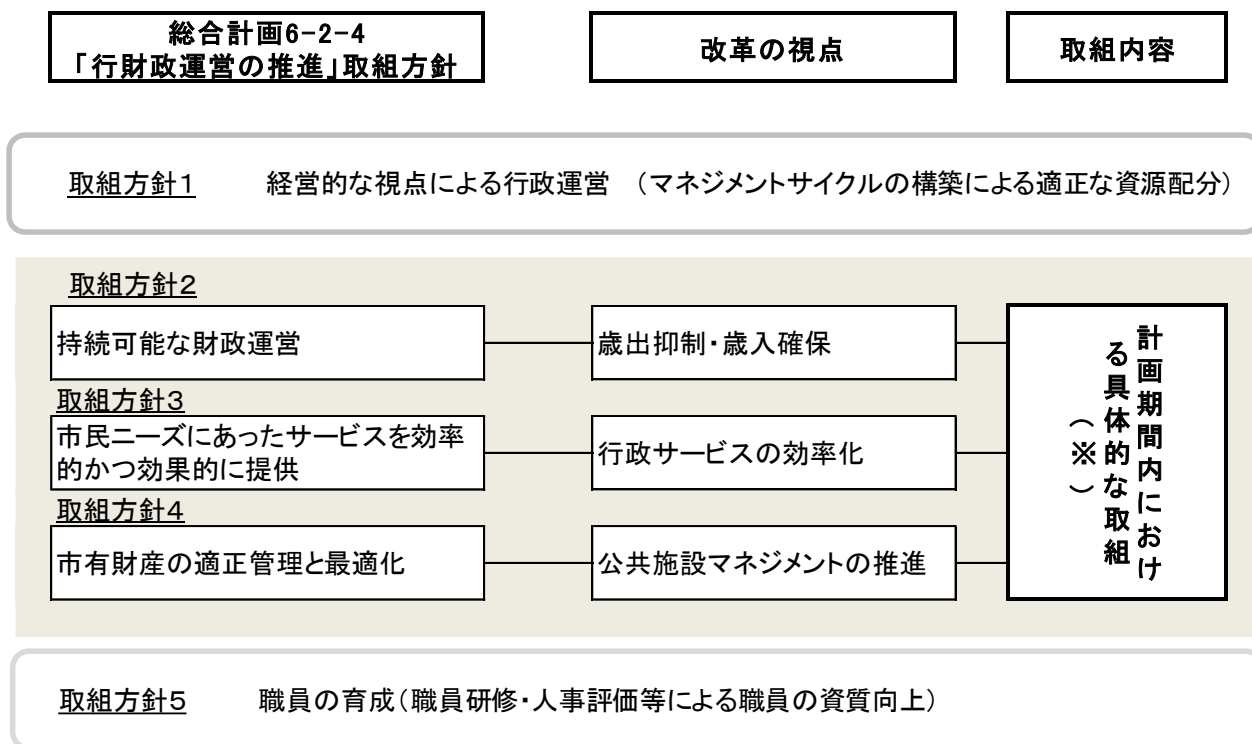 総合計画6-2-4
「行財政運営の推進」取組方針
改革の視点
取組内容
取組方針1 経営的な視点による行政運営 (マネジメントサイクルの構築による適正な資源配分)
取組方針2
持続可能な財政運営
歳出抑制・歳入確保
取組方針3
市民ニーズにあったサービスを効率
的かつ効果的に提供
行政サービスの効率化
取組方針4
市有財産の適正管理と最適化
公共施設マネジメントの推進
計画期間内におけ
る具体的な取組
(※)
取組方針5 職員の育成(職員研修・人事評価等による職員の資質向上)